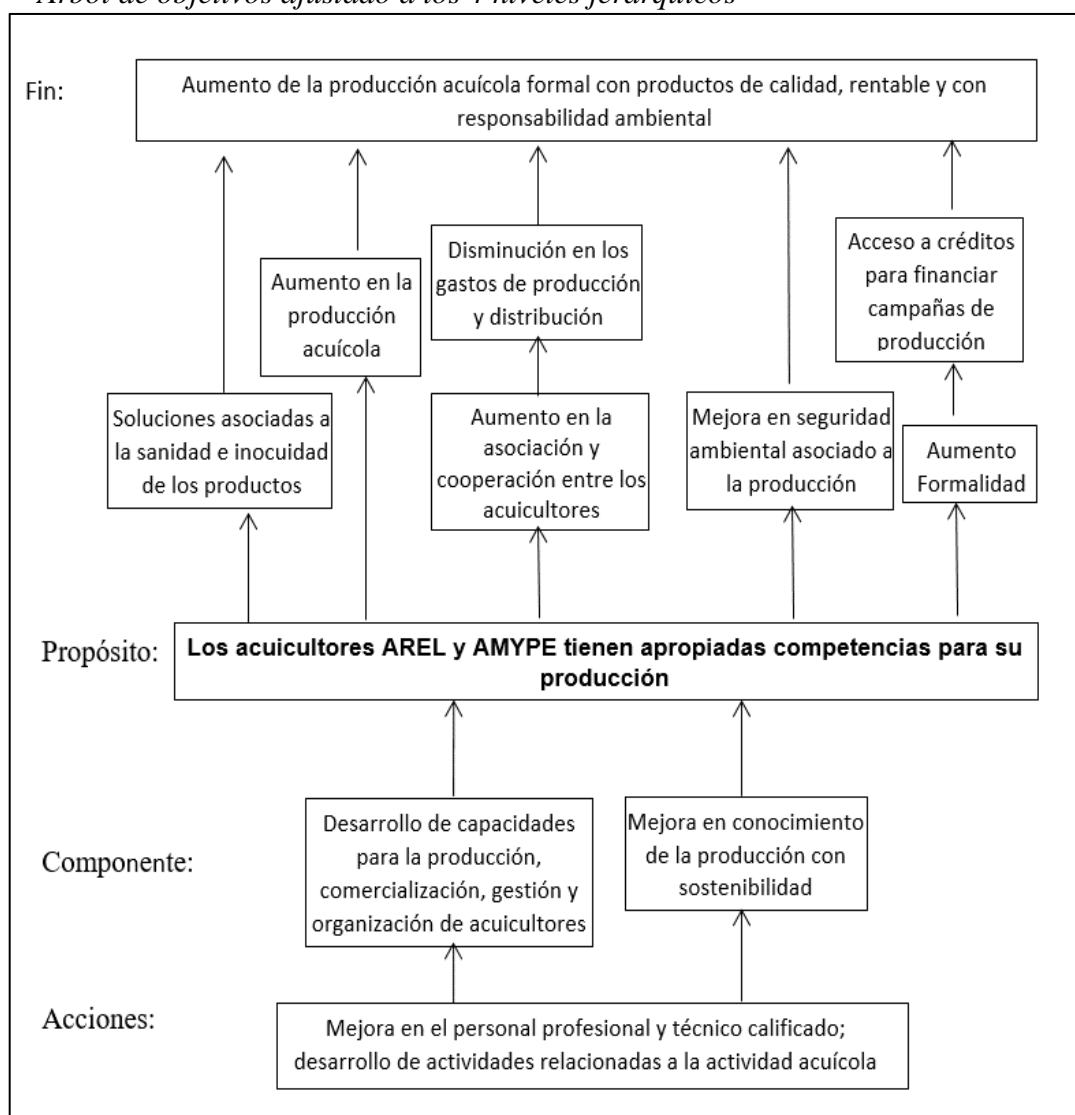 Árbol de objetivos ajustado a los 4 niveles jerárquicos
Fin:
Aumento de la producción acuícola formal con productos de calidad, rentable y con
responsabilidad ambiental
Disminución en los
gastos de producción
y distribución
Acceso a créditos
para financiar
campañas de
producción
Aumento en la
producción
acuícola
Soluciones asociadas a
la sanidad e inocuidad
de los productos
Aumento en la
asociación y
cooperación entre los
acuicultores
Mejora en seguridad
ambiental asociado a
la producción
Aumento
Formalidad
Propósito:
Los acuicultores AREL y AMYPE tienen apropiadas competencias para su
producción
Componente:
Desarrollo de capacidades
para la producción,
comercialización, gestión y
organización de acuicultores
Mejora en conocimiento
de la producción con
sostenibilidad
Acciones:
Mejora en el personal profesional y técnico calificado;
desarrollo de actividades relacionadas a la actividad acuícola